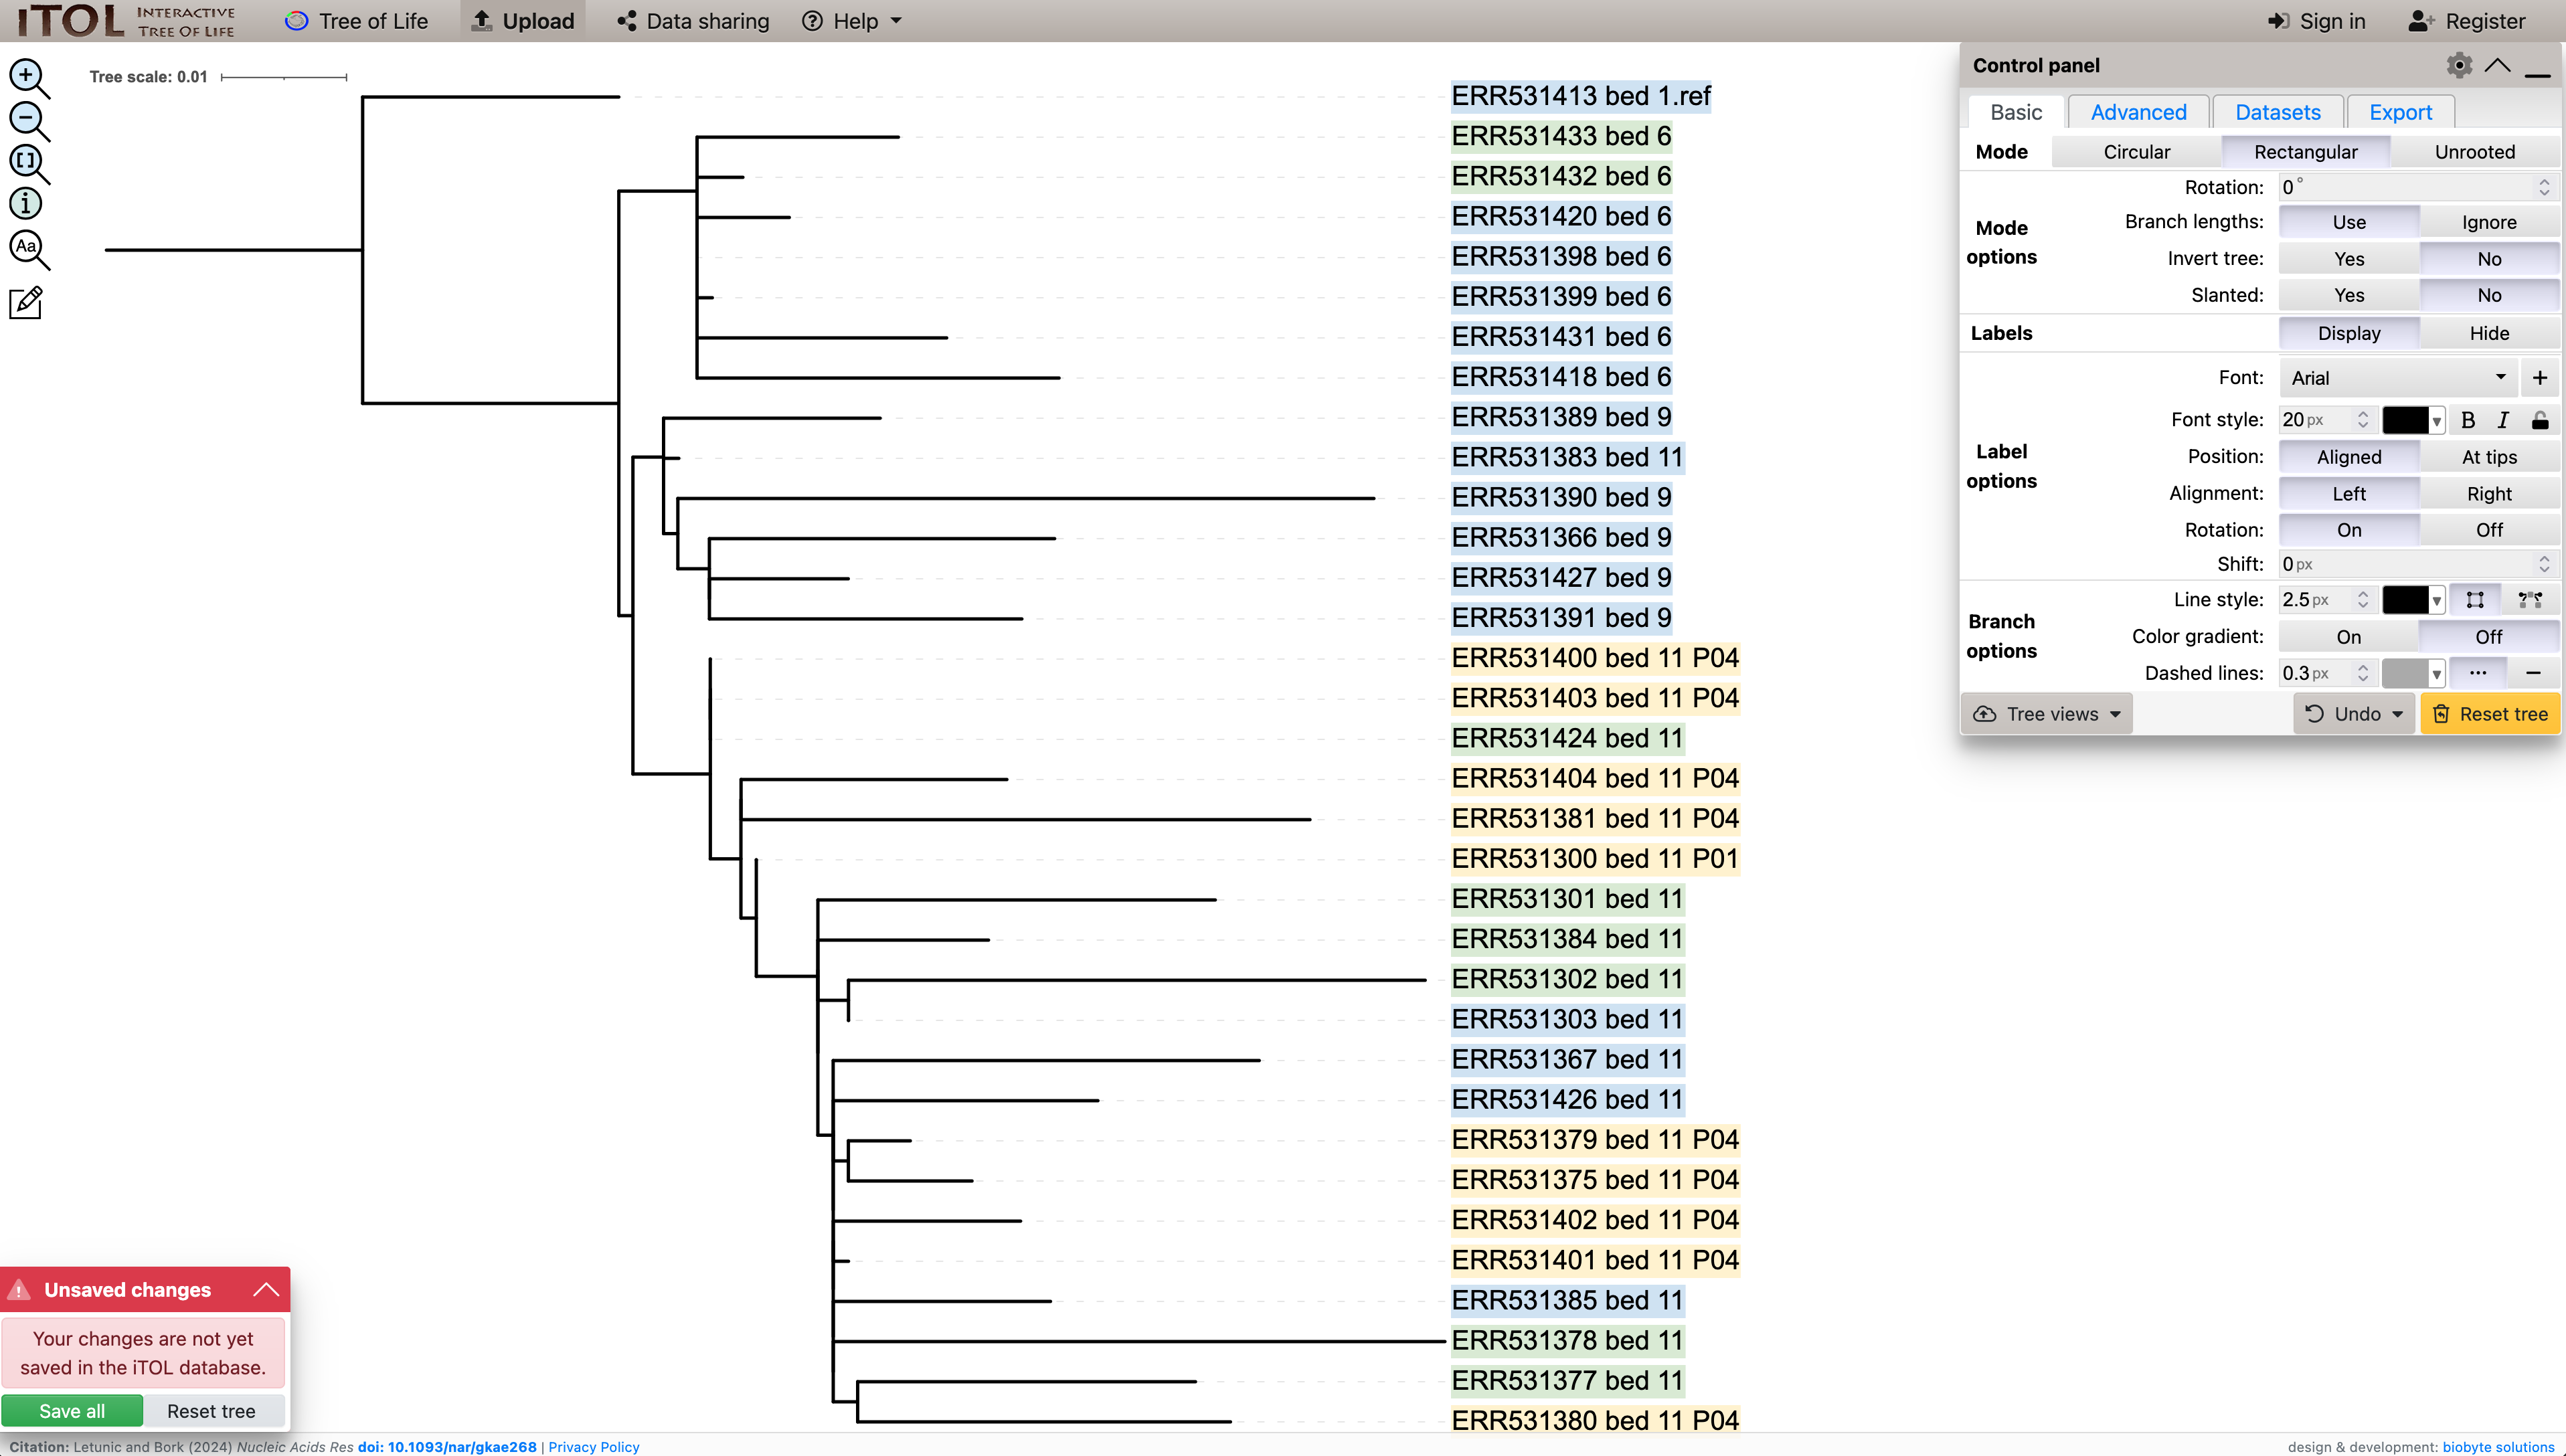 iTOL INTERACTIVE TREE OF LIFE Tree of Life Upload Data sharing Help Sign in Register
Tree scale: 0.01
ERR531413 bed 1.ref
ERR531433 bed 6
ERR531432 bed 6
ERR531420 bed 6
ERR531398 bed 6
ERR531399 bed 6
ERR531431 bed 6
ERR531418 bed 6
ERR531389 bed 9
ERR531383 bed 11
ERR531390 bed 9
ERR531366 bed 9
ERR531427 bed 9
ERR531391 bed 9
ERR531400 bed 11 P04
ERR531403 bed 11 P04
ERR531424 bed 11
ERR531404 bed 11 P04
ERR531381 bed 11 P04
ERR531300 bed 11 P01
ERR531301 bed 11
ERR531384 bed 11
ERR531302 bed 11
ERR531303 bed 11
ERR531367 bed 11
ERR531426 bed 11
ERR531379 bed 11 P04
ERR531375 bed 11 P04
ERR531402 bed 11 P04
ERR531401 bed 11 P04
ERR531385 bed 11
ERR531378 bed 11
ERR531377 bed 11
ERR531380 bed 11 P04
Control panel
Basic Advanced Datasets Export
Mode Circular Rectangular Unrooted
Mode options
Rotation: 0°
Branch lengths: Use Ignore
Invert tree: Yes No
Slanted: Yes No
Labels Display Hide
Label options
Font: Arial +
Font style: 20 px B I
Position: Aligned At tips
Alignment: Left Right
Rotation: On Off
Shift: 0 px
Branch options
Line style: 2.5 px
Color gradient: On Off
Dashed lines: 0.3 px
Tree views Undo Reset tree
Aa
Unsaved changes
Your changes are not yet
saved in the iTOL database.
Save all Reset tree
Citation: Letunic and Bork (2024) Nucleic Acids Res doi: 10.1093/nar/gkae268 | Privacy Policy
design & development: biobyte solutions